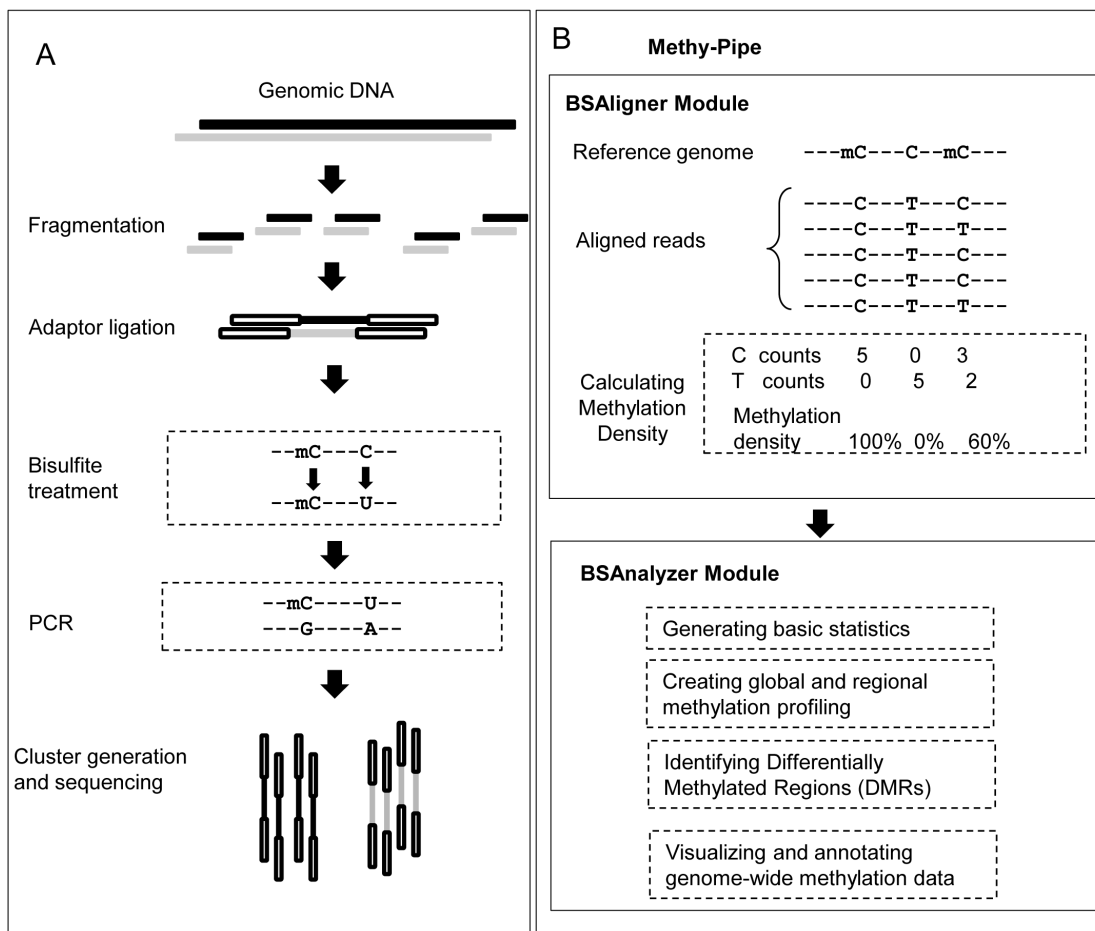 A
Genomic DNA
Fragmentation
Adaptor ligation
Bisulfite
treatment
--mC---C--
--mC---U--
PCR
--mC----U--
--G----A--
Cluster generation
and sequencing
B
Methy-Pipe
BSAligner Module
Reference genome
---mC---C--mC---
Aligned reads
----C---T---C---
----C---T---T---
----C---T---C---
----C---T---C---
----C---T---T---
Calculating
Methylation
Density
C counts 5 0 3
T counts 0 5 2
Methylation
density 100% 0% 60%
BSAnalyzer Module
Generating basic statistics
Creating global and regional
methylation profiling
Identifying Differentially
Methylated Regions (DMRs)
Visualizing and annotating
genome-wide methylation data